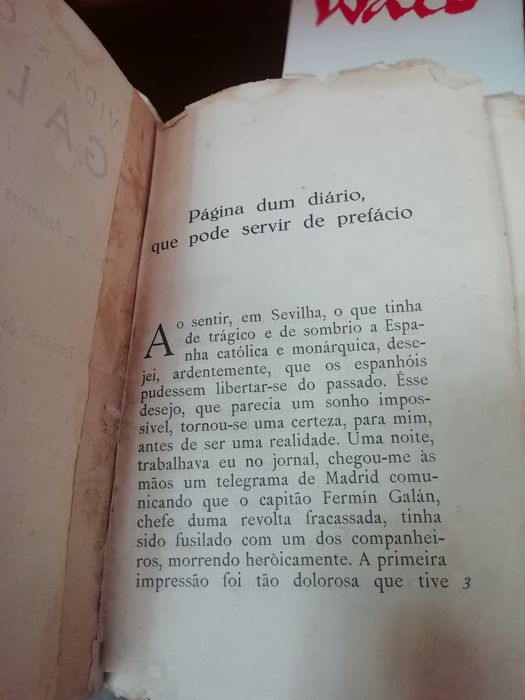 Página dum diário,
que pode servir de prefácio
Ao sentir, em Sevilha, o que tinha
de trágico e de sombrio a Espa-
nha católica e monárquica, dese-
jei, ardentemente, que os espanhóis
pudessem libertar-se do passado. Êsse
desejo, que parecia um sonho impos-
sível, tornou-se uma certeza, para mim,
antes de ser uma realidade. Uma noite,
trabalhava eu no jornal, chegou-me às
mãos um telegrama de Madrid comu-
nicando que o capitão Fermin Galán,
chefe duma revolta fracassada, tinha
sido fusilado com um dos companhei-
ros, morrendo heròicamente. A primeira
impressão foi tão dolorosa que tive 3